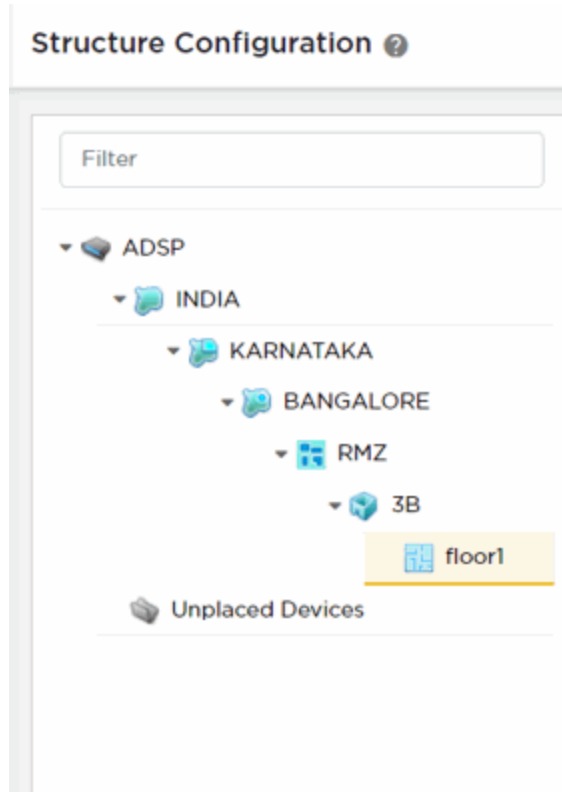 Structure Configuration ?
Filter
ADSP
INDIA
KARNATAKA
BANGALORE
RMZ
3B
floor1
Unplaced Devices